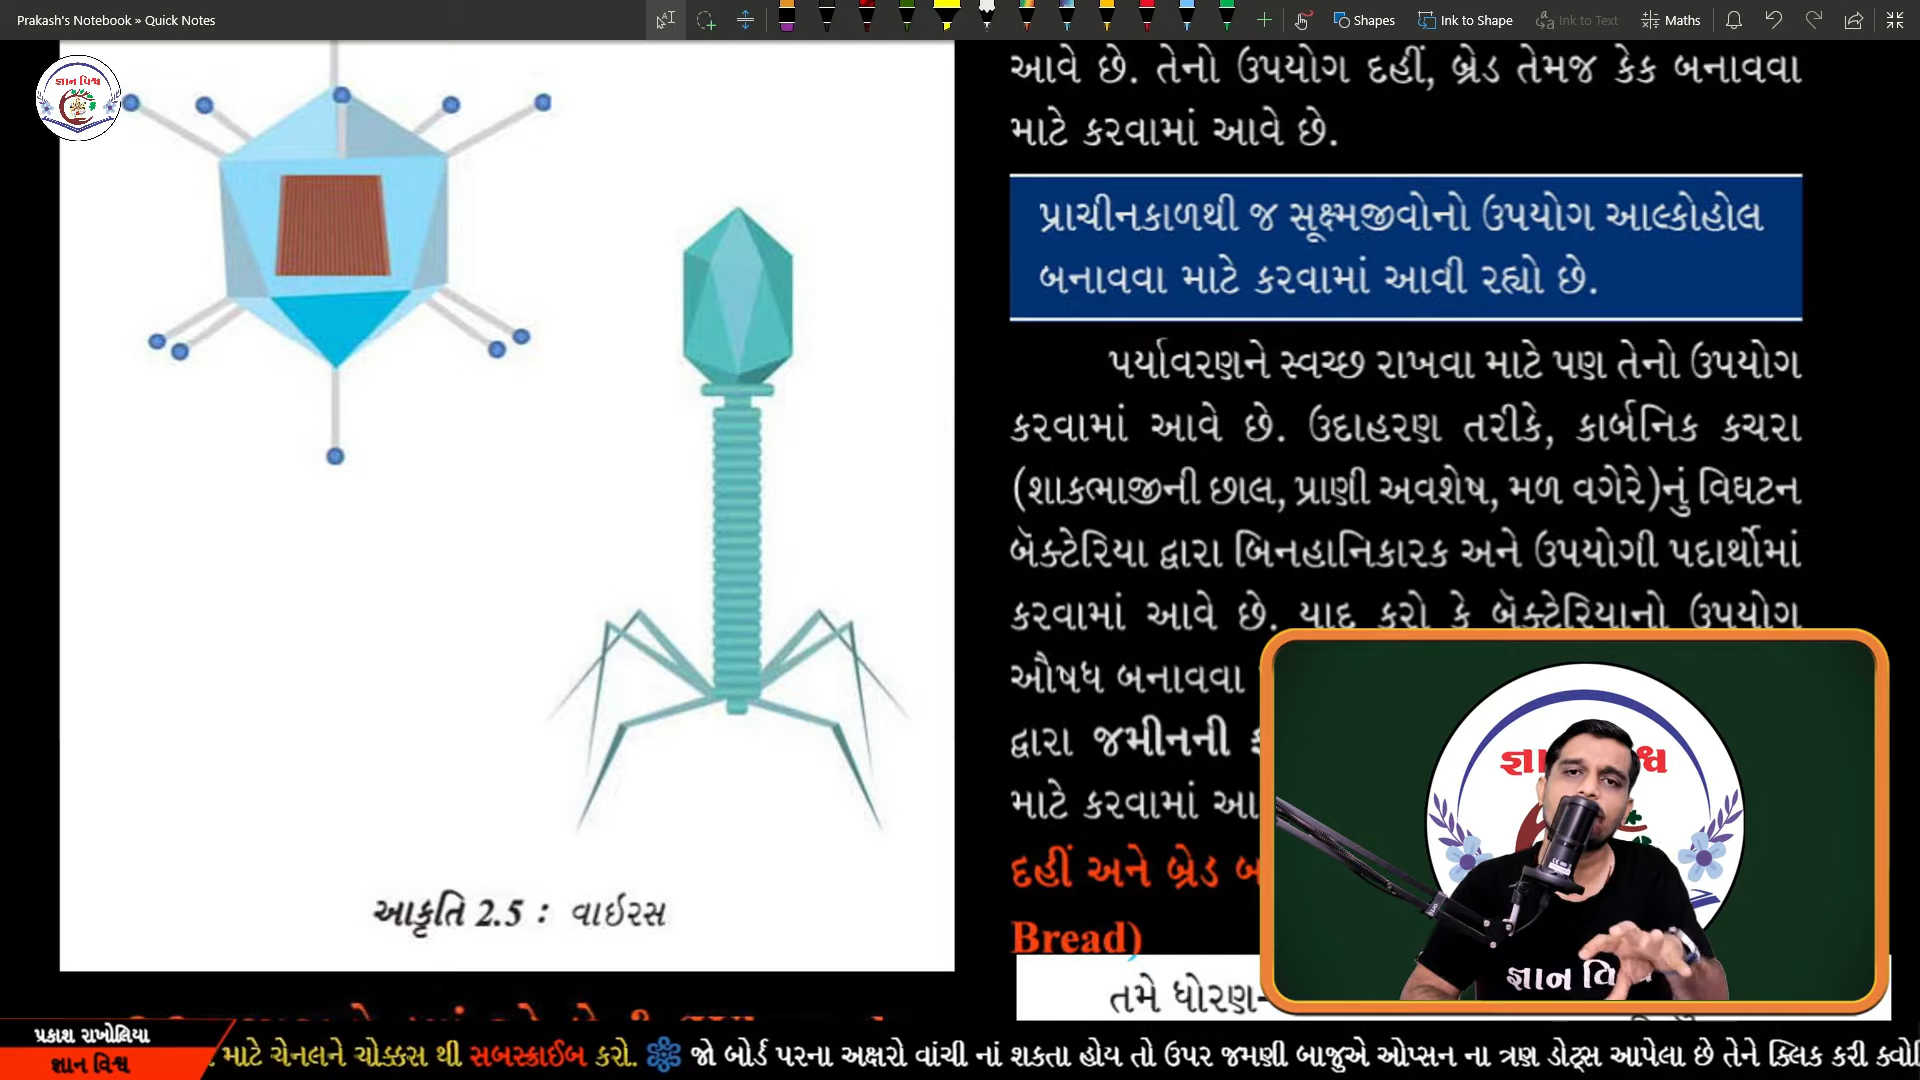 Prakash's Notebook » Quick Notes
Shapes
Ink to Shape
Ink to Text
Maths
જ્ઞાન વિશ્વ
આવે છે. તેનો ઉપયોગ દહીં, બ્રેડ તેમજ કેક બનાવવા
માટે કરવામાં આવે છે.
પ્રાચીનકાળથી જ સૂક્ષ્મજીવોનો ઉપયોગ આલ્કોહોલ
બનાવવા માટે કરવામાં આવી રહ્યો છે.
પર્યાવરણને સ્વચ્છ રાખવા માટે પણ તેનો ઉપયોગ
કરવામાં આવે છે. ઉદાહરણ તરીકે, કાર્બનિક કચરા
(શાકભાજીની છાલ, પ્રાણી અવશેષ, મળ વગેરે)નું વિઘટન
બૅક્ટેરિયા દ્વારા બિનહાનિકારક અને ઉપયોગી પદાર્થોમાં
કરવામાં આવે છે. યાદ કરો કે બૅક્ટેરિયાનો ઉપયોગ
ઔષધ બનાવવા
દ્વારા જમીનની
માટે કરવામાં આ
દહીં અને બ્રેડ બ
Bread)
તમે ધોરણ-
આકૃતિ 2.5 : વાઇરસ
જ્ઞાન વિ
પ્રકાશ રાખોલિયા
જ્ઞાન વિશ્વ
માટે ચેનલને ચોક્કસ થી સબસ્ક્રાઈબ કરો. જો બોર્ડ પરના અક્ષરો વાંચી નાં શકતા હોય તો ઉપર જમણી બાજુએ ઓપ્સન ના ત્રણ ડોટ્સ આપેલા છે તેને ક્લિક કરી ક્વો